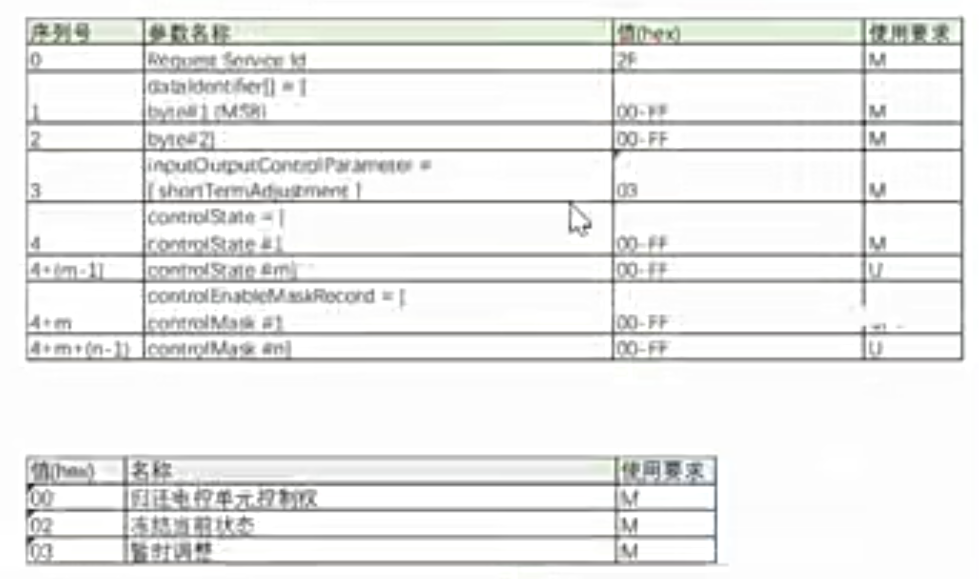 序列号 参数名称 值(hex) 使用要求
0 Request Service Id 2F M
dataIdentifier[] = [
1 byte#1 (MSB) 00-FF M
2 byte#2] 00-FF M
inputOutputControlParameter =
3 [ shortTermAdjustment ] 03 M
controlState = [
4 controlState #1 00-FF M
4+(m-1) controlState #m] 00-FF U
controlEnableMaskRecord = [
4+m controlMask #1 00-FF
4+m+(n-1) controlMask #n] 00-FF U
值(hex) 名称 使用要求
00 归还电控单元控制权 M
02 冻结当前状态 M
03 暂时调整 M